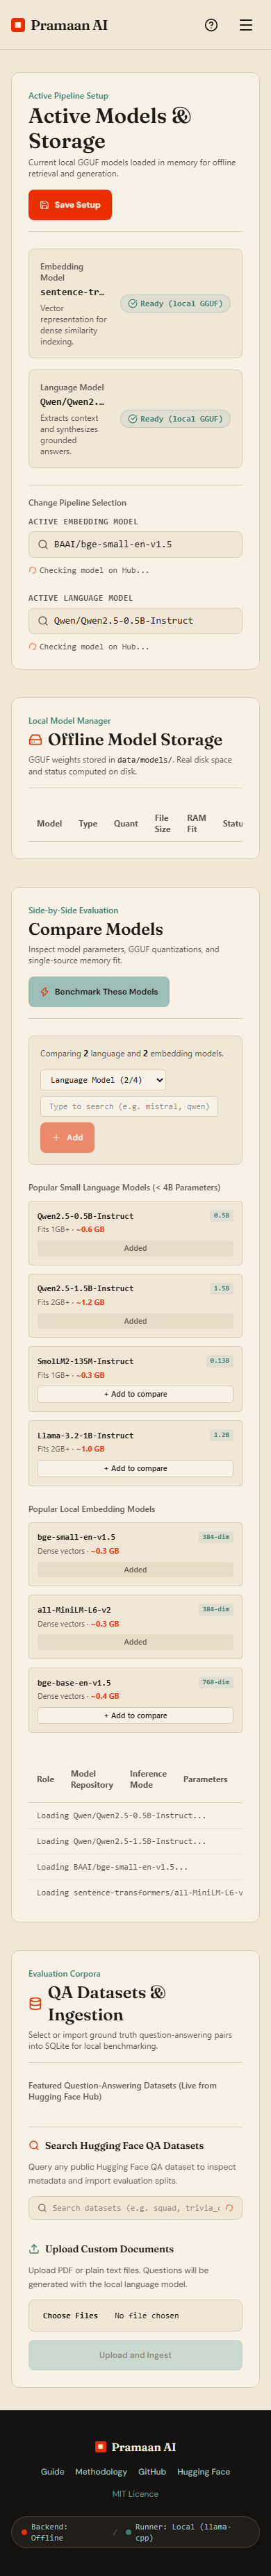 Pramaan AI
Active Pipeline Setup
Active Models &
Storage
Current local GGUF models loaded in memory for offline
retrieval and generation.
Save Setup
Embedding
Model
sentence-tr…
Vector
representation for
dense similarity
indexing.
Ready (local GGUF)
Language Model
Qwen/Qwen2.…
Extracts context
and synthesizes
grounded
answers.
Ready (local GGUF)
Change Pipeline Selection
ACTIVE EMBEDDING MODEL
BAAI/bge-small-en-v1.5
Checking model on Hub...
ACTIVE LANGUAGE MODEL
Qwen/Qwen2.5-0.5B-Instruct
Checking model on Hub...
Local Model Manager
Offline Model Storage
GGUF weights stored in data/models/. Real disk space
and status computed on disk.
Model Type Quant File Size RAM Fit Statu
Side-by-Side Evaluation
Compare Models
Inspect model parameters, GGUF quantizations, and
single-source memory fit.
Benchmark These Models
Comparing 2 language and 2 embedding models.
Language Model (2/4)
Type to search (e.g. mistral, qwen)
+ Add
Popular Small Language Models (< 4B Parameters)
Qwen2.5-0.5B-Instruct 0.5B
Fits 1GB+ · ~0.6 GB
Added
Qwen2.5-1.5B-Instruct 1.5B
Fits 2GB+ · ~1.2 GB
Added
SmolLM2-135M-Instruct 0.13B
Fits 1GB+ · ~0.3 GB
+ Add to compare
Llama-3.2-1B-Instruct 1.2B
Fits 2GB+ · ~1.0 GB
+ Add to compare
Popular Local Embedding Models
bge-small-en-v1.5 384-dim
Dense vectors · ~0.3 GB
Added
all-MiniLM-L6-v2 384-dim
Dense vectors · ~0.3 GB
Added
bge-base-en-v1.5 768-dim
Dense vectors · ~0.4 GB
+ Add to compare
Role Model Repository Inference Mode Parameters
Loading Qwen/Qwen2.5-0.5B-Instruct...
Loading Qwen/Qwen2.5-1.5B-Instruct...
Loading BAAI/bge-small-en-v1.5...
Loading sentence-transformers/all-MiniLM-L6-v
Evaluation Corpora
QA Datasets &
Ingestion
Select or import ground truth question-answering pairs
into SQLite for local benchmarking.
Featured Question-Answering Datasets (Live from
Hugging Face Hub)
Search Hugging Face QA Datasets
Query any public Hugging Face QA dataset to inspect
metadata and import evaluation splits.
Search datasets (e.g. squad, trivia_q
Upload Custom Documents
Upload PDF or plain text files. Questions will be
generated with the local language model.
Choose Files No file chosen
Upload and Ingest
Pramaan AI
Guide Methodology GitHub Hugging Face
MIT Licence
Backend: Offline / Runner: Local (llama-cpp)